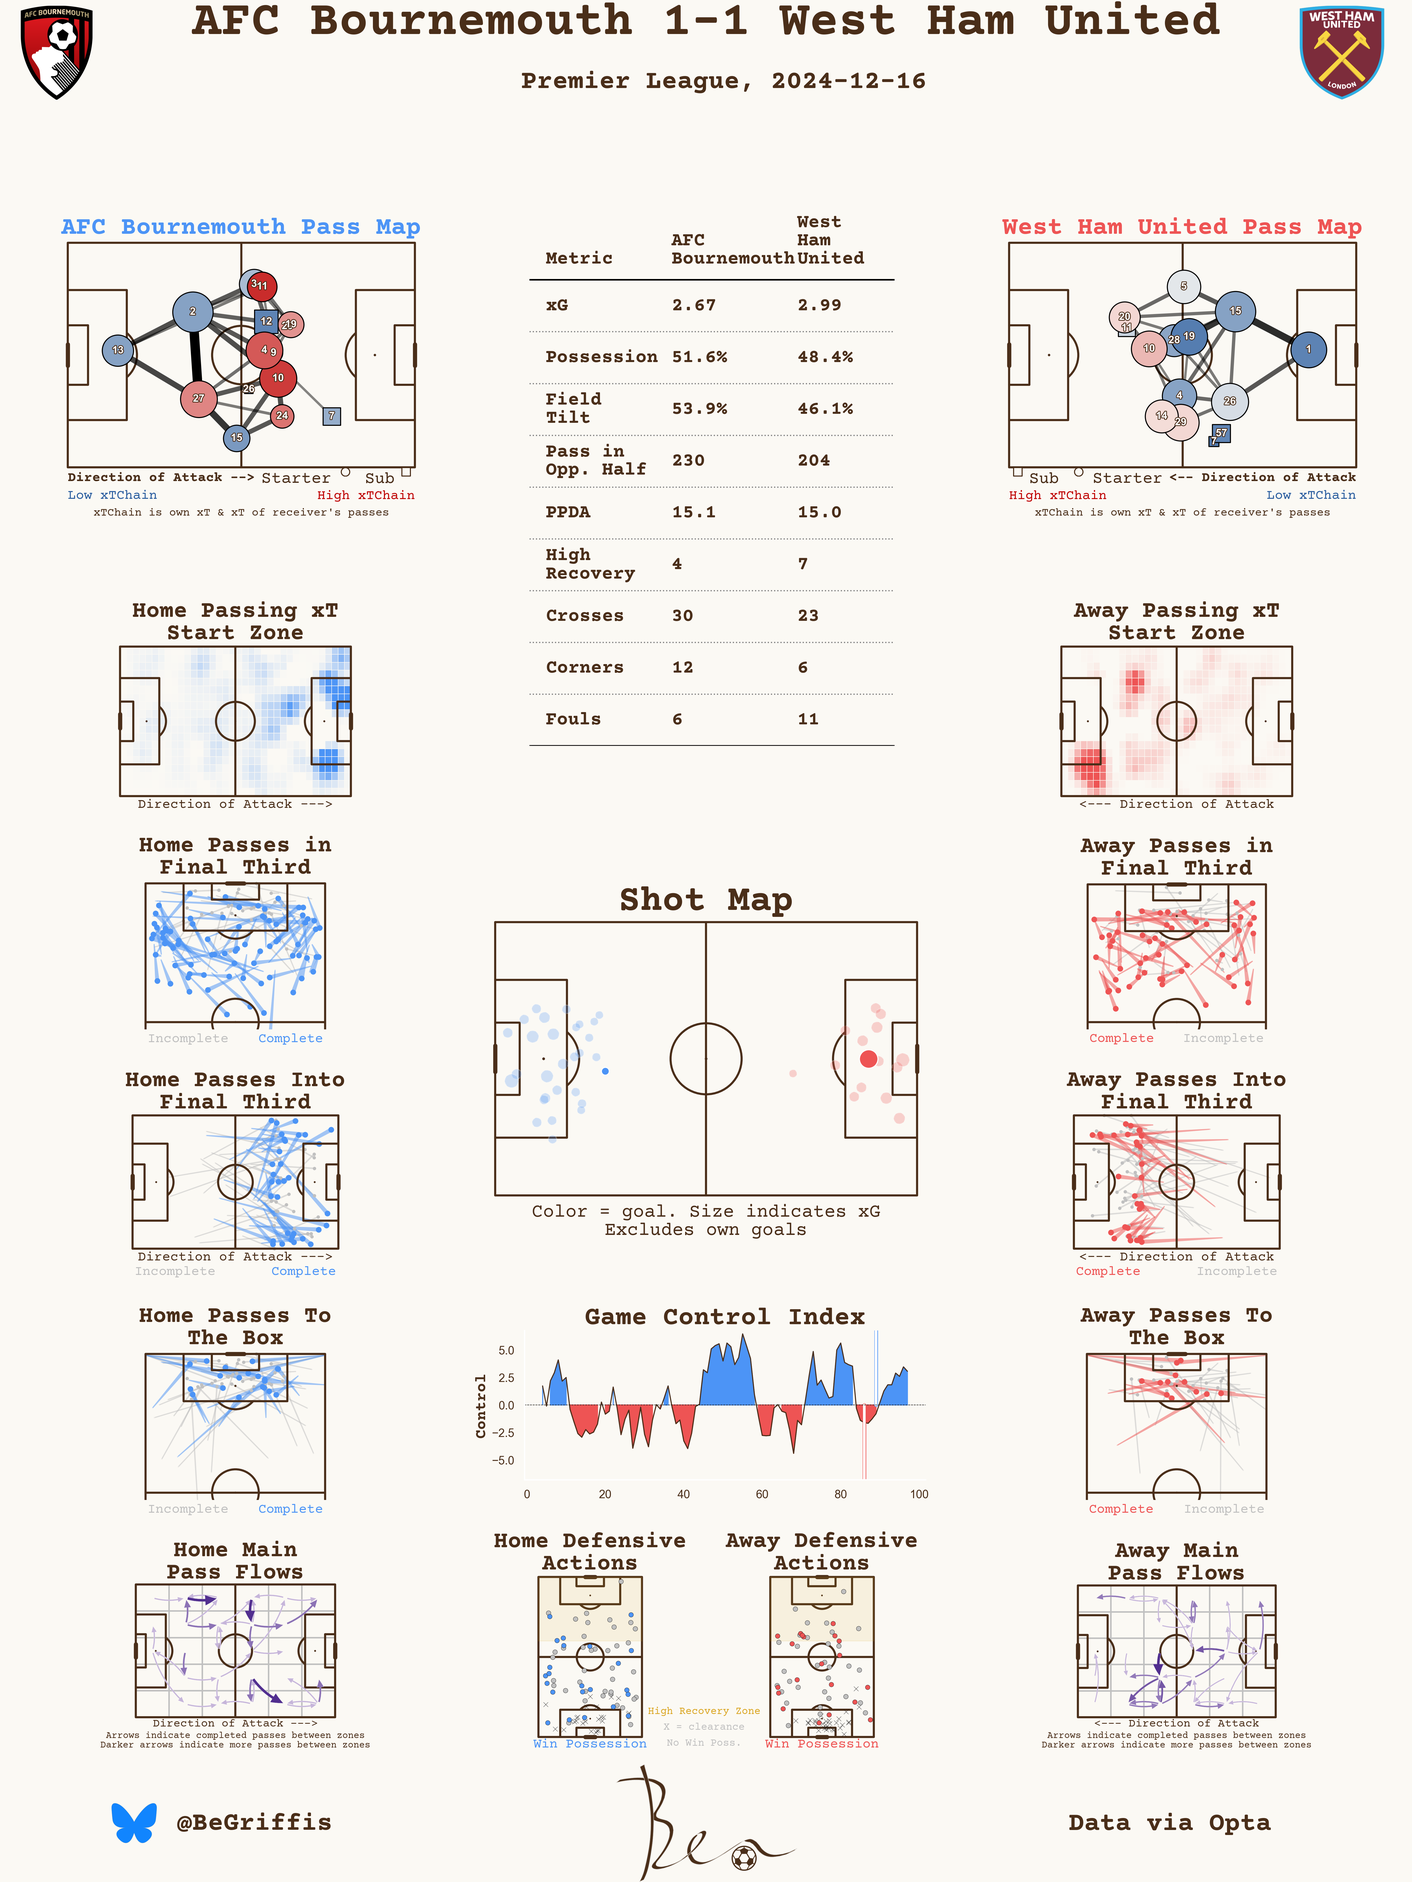 AFC Bournemouth 1-1 West Ham United
Premier League, 2024-12-16
AFC BOURNEMOUTH
WEST HAM
UNITED
LONDON
AFC Bournemouth Pass Map
13
2
27
15
3
11
12
19
4
9
10
26
24
7
Direction of Attack --> Starter Sub
Low xTChain High xTChain
xTChain is own xT & xT of receiver's passes
Metric AFC Bournemouth West Ham United
xG 2.67 2.99
Possession 51.6% 48.4%
Field Tilt 53.9% 46.1%
Pass in Opp. Half 230 204
PPDA 15.1 15.0
High Recovery 4 7
Crosses 30 23
Corners 12 6
Fouls 6 11
West Ham United Pass Map
5
20
11
15
10
28
19
1
4
26
14
29
57
7
Sub Starter <-- Direction of Attack
High xTChain Low xTChain
xTChain is own xT & xT of receiver's passes
Home Passing xT
Start Zone
Direction of Attack --->
Away Passing xT
Start Zone
<--- Direction of Attack
Home Passes in
Final Third
Incomplete Complete
Away Passes in
Final Third
Complete Incomplete
Shot Map
Color = goal. Size indicates xG
Excludes own goals
Home Passes Into
Final Third
Direction of Attack --->
Incomplete Complete
Away Passes Into
Final Third
<--- Direction of Attack
Complete Incomplete
Home Passes To
The Box
Incomplete Complete
Game Control Index
Control
5.0
2.5
0.0
−2.5
−5.0
0 20 40 60 80 100
Away Passes To
The Box
Complete Incomplete
Home Main
Pass Flows
Direction of Attack --->
Arrows indicate completed passes between zones
Darker arrows indicate more passes between zones
Home Defensive
Actions
Win Possession
High Recovery Zone
X = clearance
No Win Poss.
Away Defensive
Actions
Win Possession
Away Main
Pass Flows
<--- Direction of Attack
Arrows indicate completed passes between zones
Darker arrows indicate more passes between zones
@BeGriffis
Ben
Data via Opta